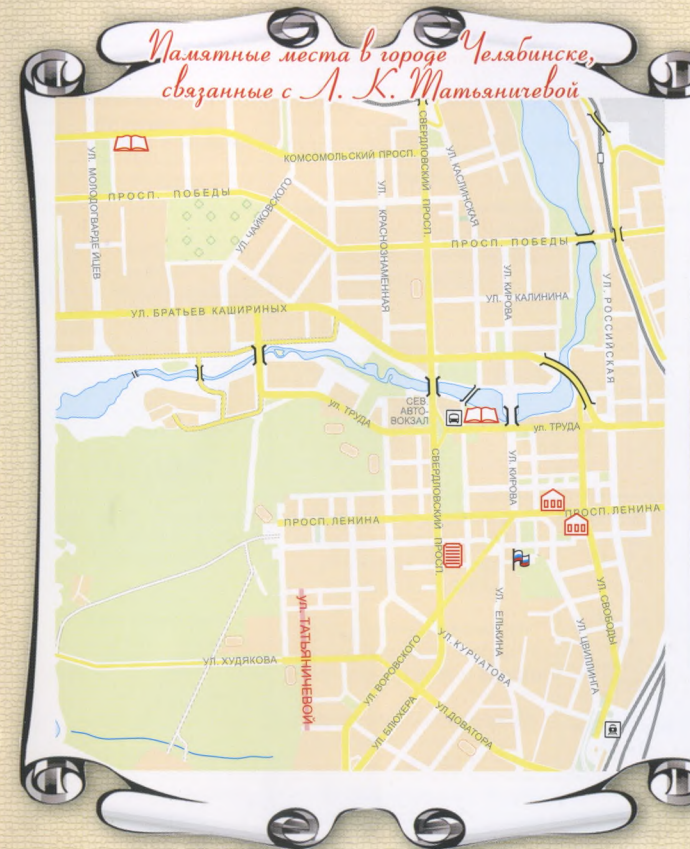 Памятные места в городе Челябинске,
связанные с Л. К. Татьяничевой
СВЕРДЛОВСКИЙ ПРОСП.
УЛ. КАСЛИНСКАЯ
КОМСОМОЛЬСКИЙ ПРОСП.
УЛ. МОЛОДОГВАРДЕЙЦЕВ
ПРОСП. ПОБЕДЫ
УЛ. ЧАЙКОВСКОГО
УЛ. КРАСНОЗНАМЕННАЯ
ПРОСП. ПОБЕДЫ
УЛ. КИРОВА
УЛ. КАЛИНИНА
УЛ. РОССИЙСКАЯ
УЛ. БРАТЬЕВ КАШИРИНЫХ
СЕВ
АВТО-
ВОКЗАЛ
ул. ТРУДА
ул. ТРУДА
СВЕРДЛОВСКИЙ ПРОСП.
УЛ. КИРОВА
ПРОСП. ЛЕНИНА
ПРОСП. ЛЕНИНА
УЛ. СВОБОДЫ
УЛ. ЕЛЬКИНА
УЛ. ЦВИЛЛИНГА
ул. ТАТЬЯНИЧЕВОЙ
УЛ. КУРЧАТОВА
УЛ. ХУДЯКОВА
УЛ. ВОРОВСКОГО
УЛ. БЛЮХЕРА
УЛ.ДОВАТОРА